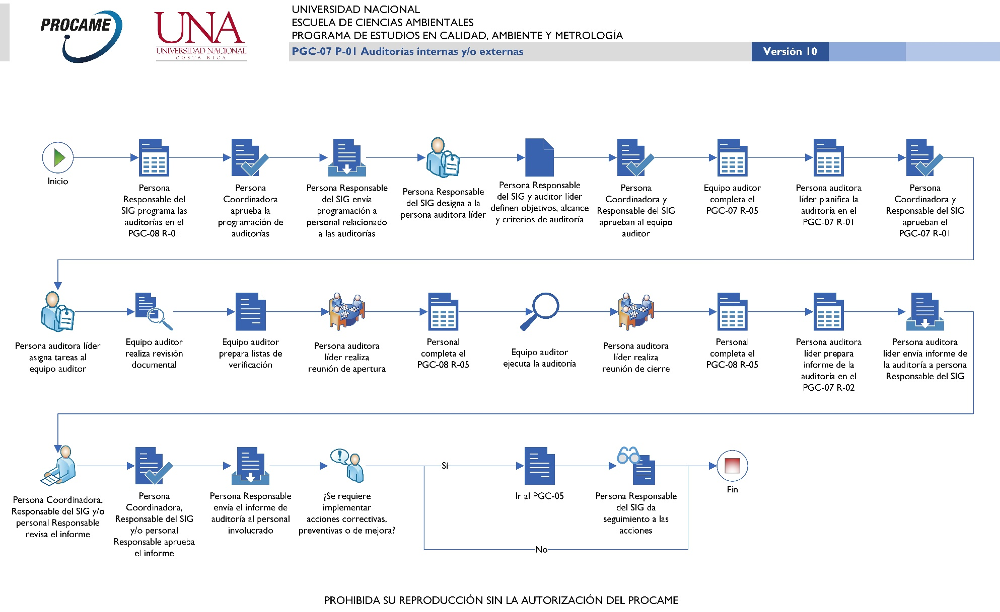 PROCAME
UNA
UNIVERSIDAD NACIONAL
COSTA RICA
UNIVERSIDAD NACIONAL
ESCUELA DE CIENCIAS AMBIENTALES
PROGRAMA DE ESTUDIOS EN CALIDAD, AMBIENTE Y METROLOGÍA
PGC-07 P-01 Auditorías internas y/o externas
Versión 10
Inicio
Persona
Responsable del
SIG programa las
auditorías en el
PGC-08 R-01
Persona
Coordinadora
aprueba la
programación de
auditorías
Persona Responsable
del SIG envía
programación a
personal relacionado
a las auditorías
Persona Responsable
del SIG designa a la
persona auditora líder
Persona Responsable
del SIG y auditor líder
definen objetivos, alcance
y criterios de auditoría
Persona
Coordinadora y
Responsable del SIG
aprueban al equipo
auditor
Equipo auditor
completa el
PGC-07 R-05
Persona auditora
líder planifica la
auditoría en el
PGC-07 R-01
Persona
Coordinadora y
Responsable del SIG
aprueban el
PGC-07 R-01
Persona auditora líder
asigna tareas al
equipo auditor
Equipo auditor
realiza revisión
documental
Equipo auditor
prepara listas de
verificación
Persona auditora
líder realiza
reunión de apertura
Personal
completa el
PGC-08 R-05
Equipo auditor
ejecuta la auditoría
Persona auditora
líder realiza
reunión de cierre
Personal
completa el
PGC-08 R-05
Persona auditora
líder prepara
informe de la
auditoría en el
PGC-07 R-02
Persona auditora
líder envía informe de
la auditoría a persona
Responsable del SIG
Persona Coordinadora,
Responsable del SIG y/o
personal Responsable
revisa el informe
Persona
Coordinadora,
Responsable del SIG
y/o personal
Responsable aprueba
el informe
Persona Responsable
envía el informe de
auditoría al personal
involucrado
¿Se requiere
implementar
acciones correctivas,
preventivas o de mejora?
Sí
Ir al PGC-05
Persona Responsable
del SIG da
seguimiento a las
acciones
Fin
No
PROHIBIDA SU REPRODUCCIÓN SIN LA AUTORIZACIÓN DEL PROCAME